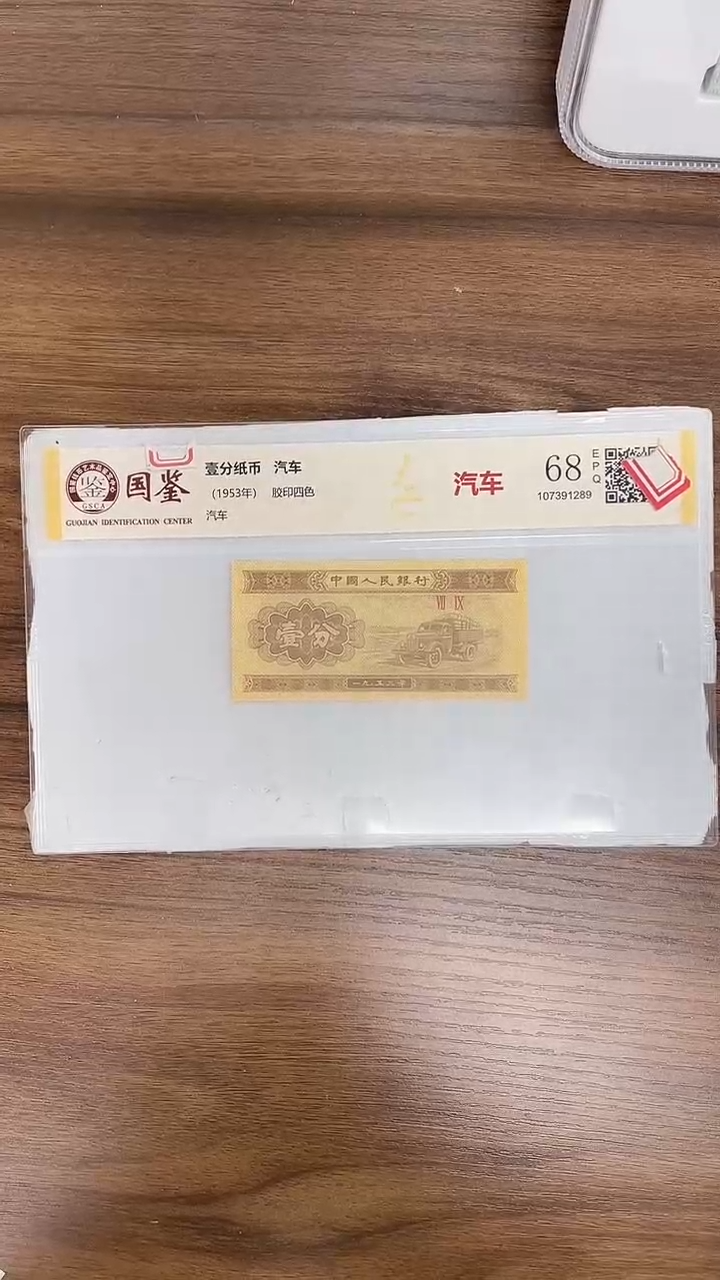 国鉴
GSCA
GUOJIAN IDENTIFICATION CENTER
壹分纸币 汽车
(1953年) 胶印四色
汽车
汽车
68
EPQ
107391289
中國人民銀行
VII IX
壹分
一九五三年